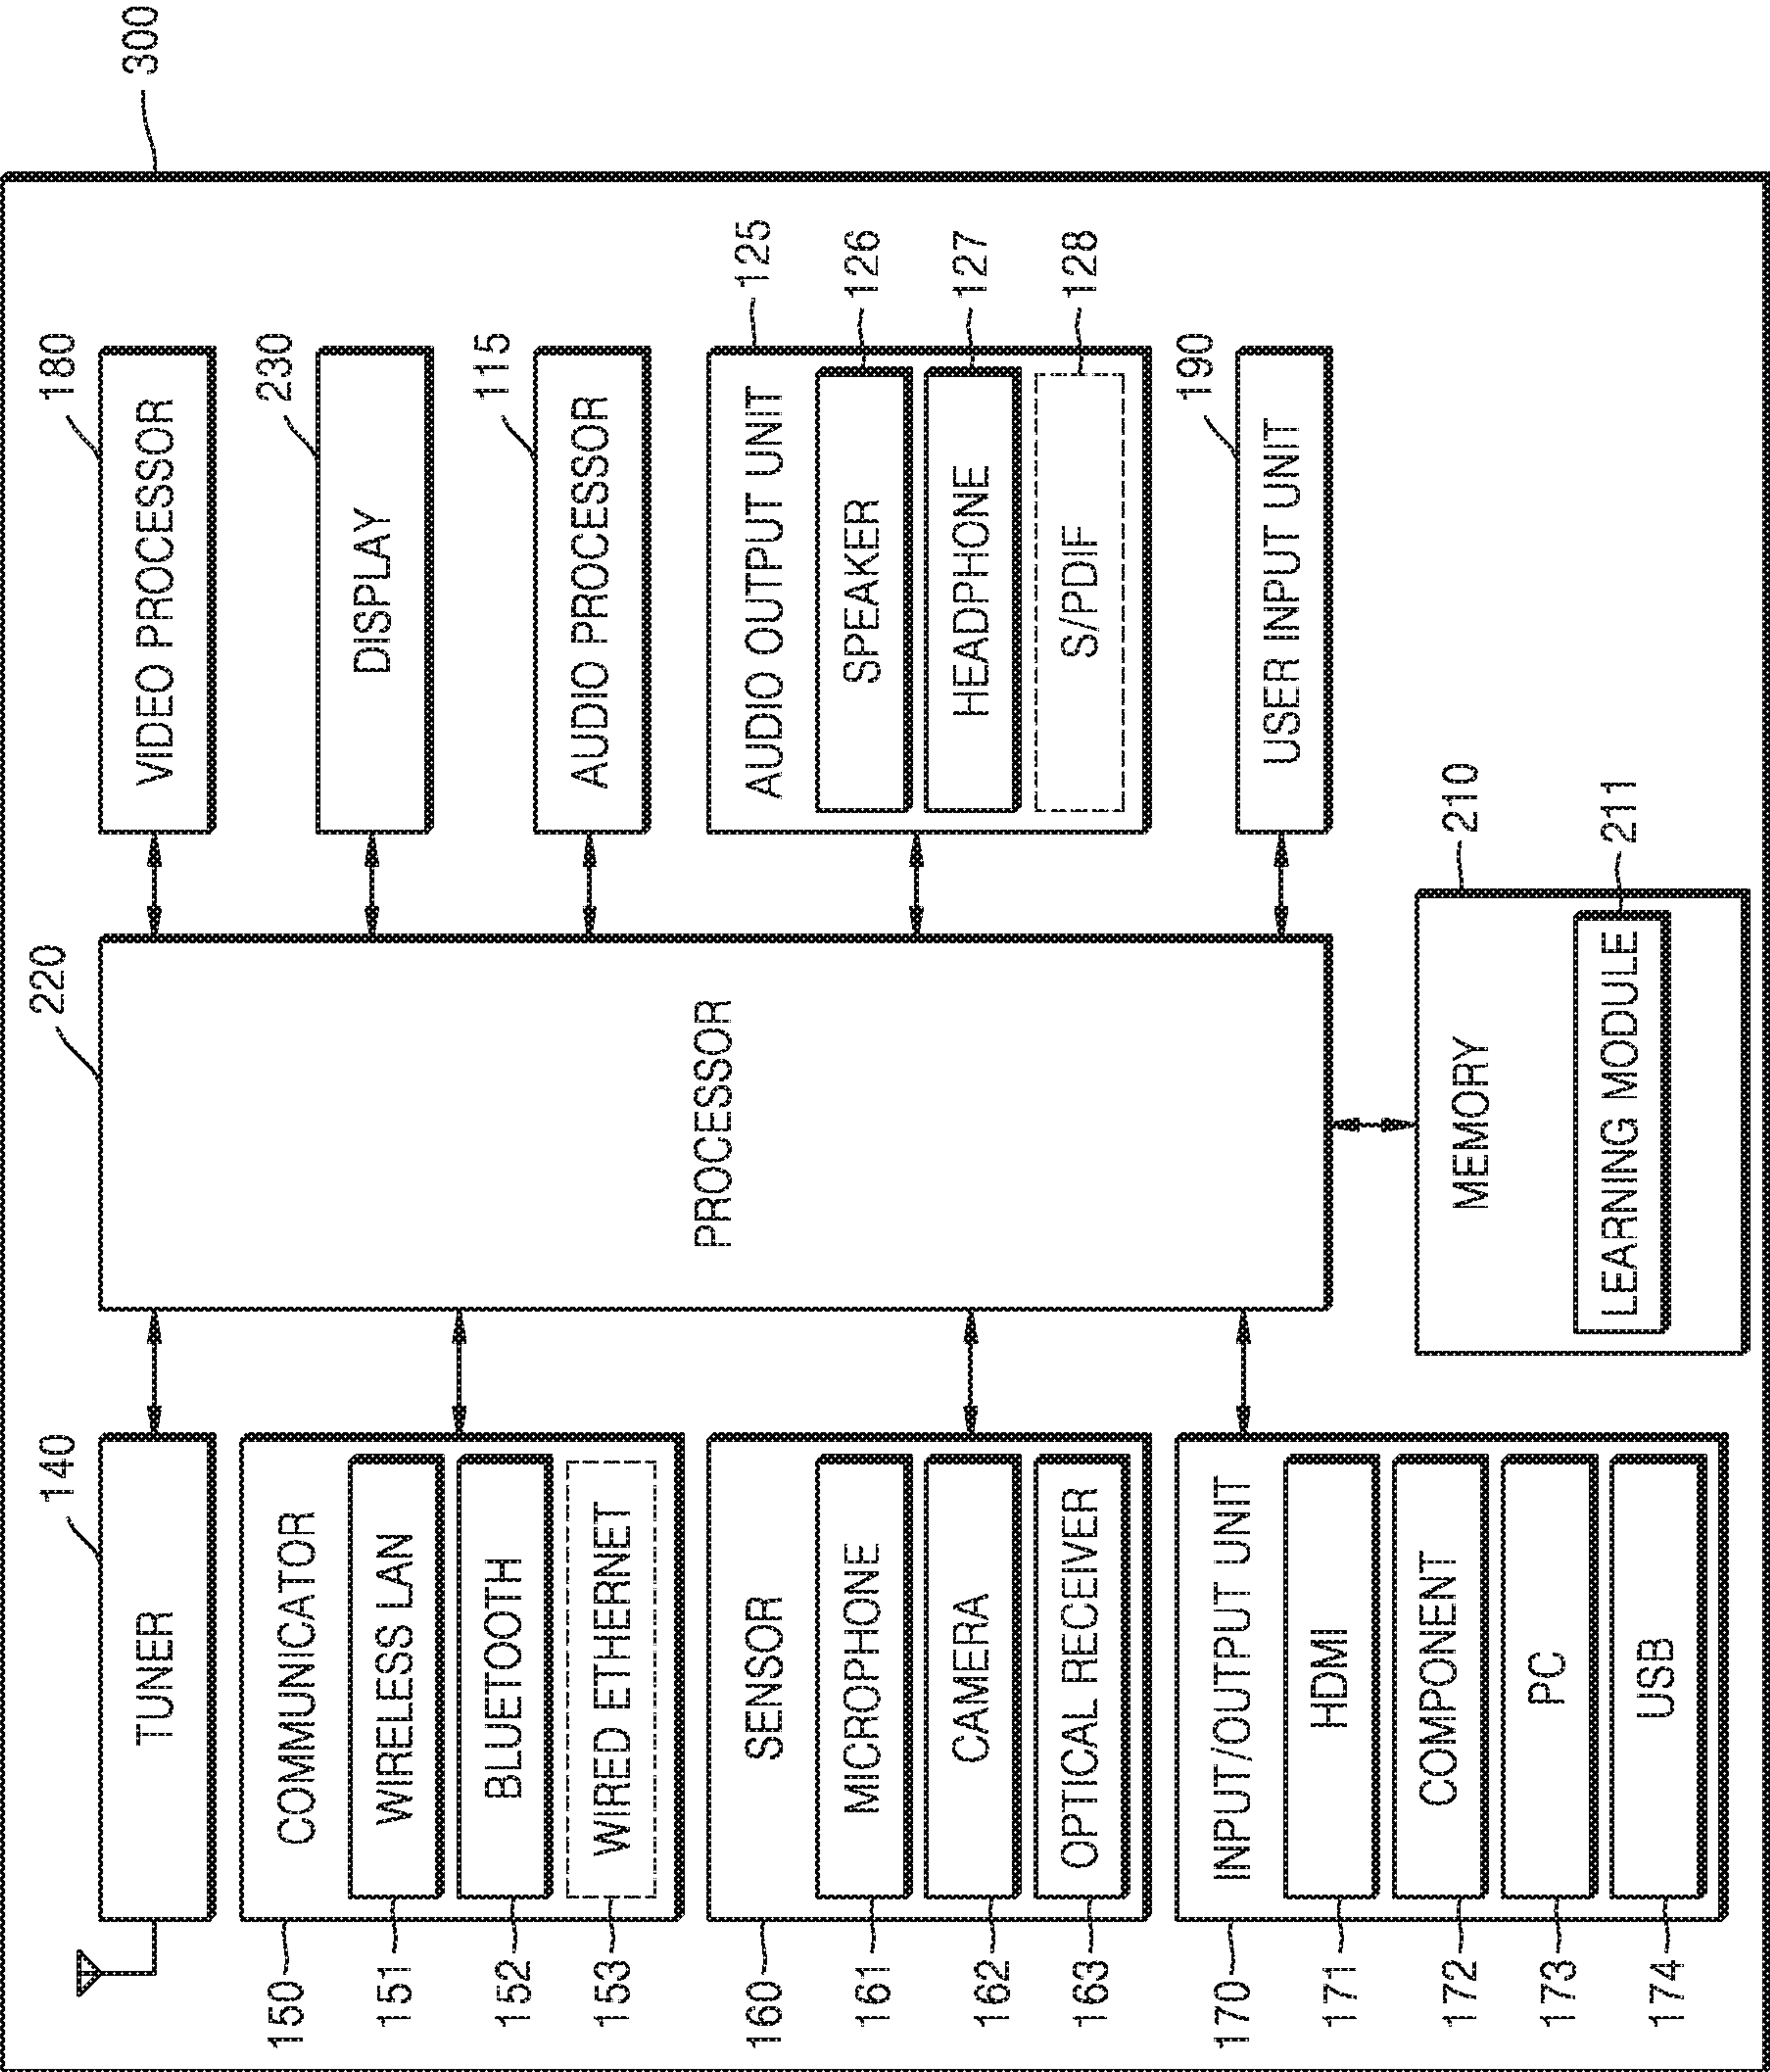 300
140
TUNER
220
PROCESSOR
180
VIDEO PROCESSOR
150
COMMUNICATOR
151
WIRELESS LAN
152
BLUETOOTH
153
WIRED ETHERNET
230
DISPLAY
115
AUDIO PROCESSOR
160
SENSOR
161
MICROPHONE
162
CAMERA
163
OPTICAL RECEIVER
125
AUDIO OUTPUT UNIT
126
SPEAKER
127
HEADPHONE
128
S/PDIF
170
INPUT/OUTPUT UNIT
171
HDMI
172
COMPONENT
173
PC
174
USB
190
USER INPUT UNIT
210
MEMORY
211
LEARNING MODULE